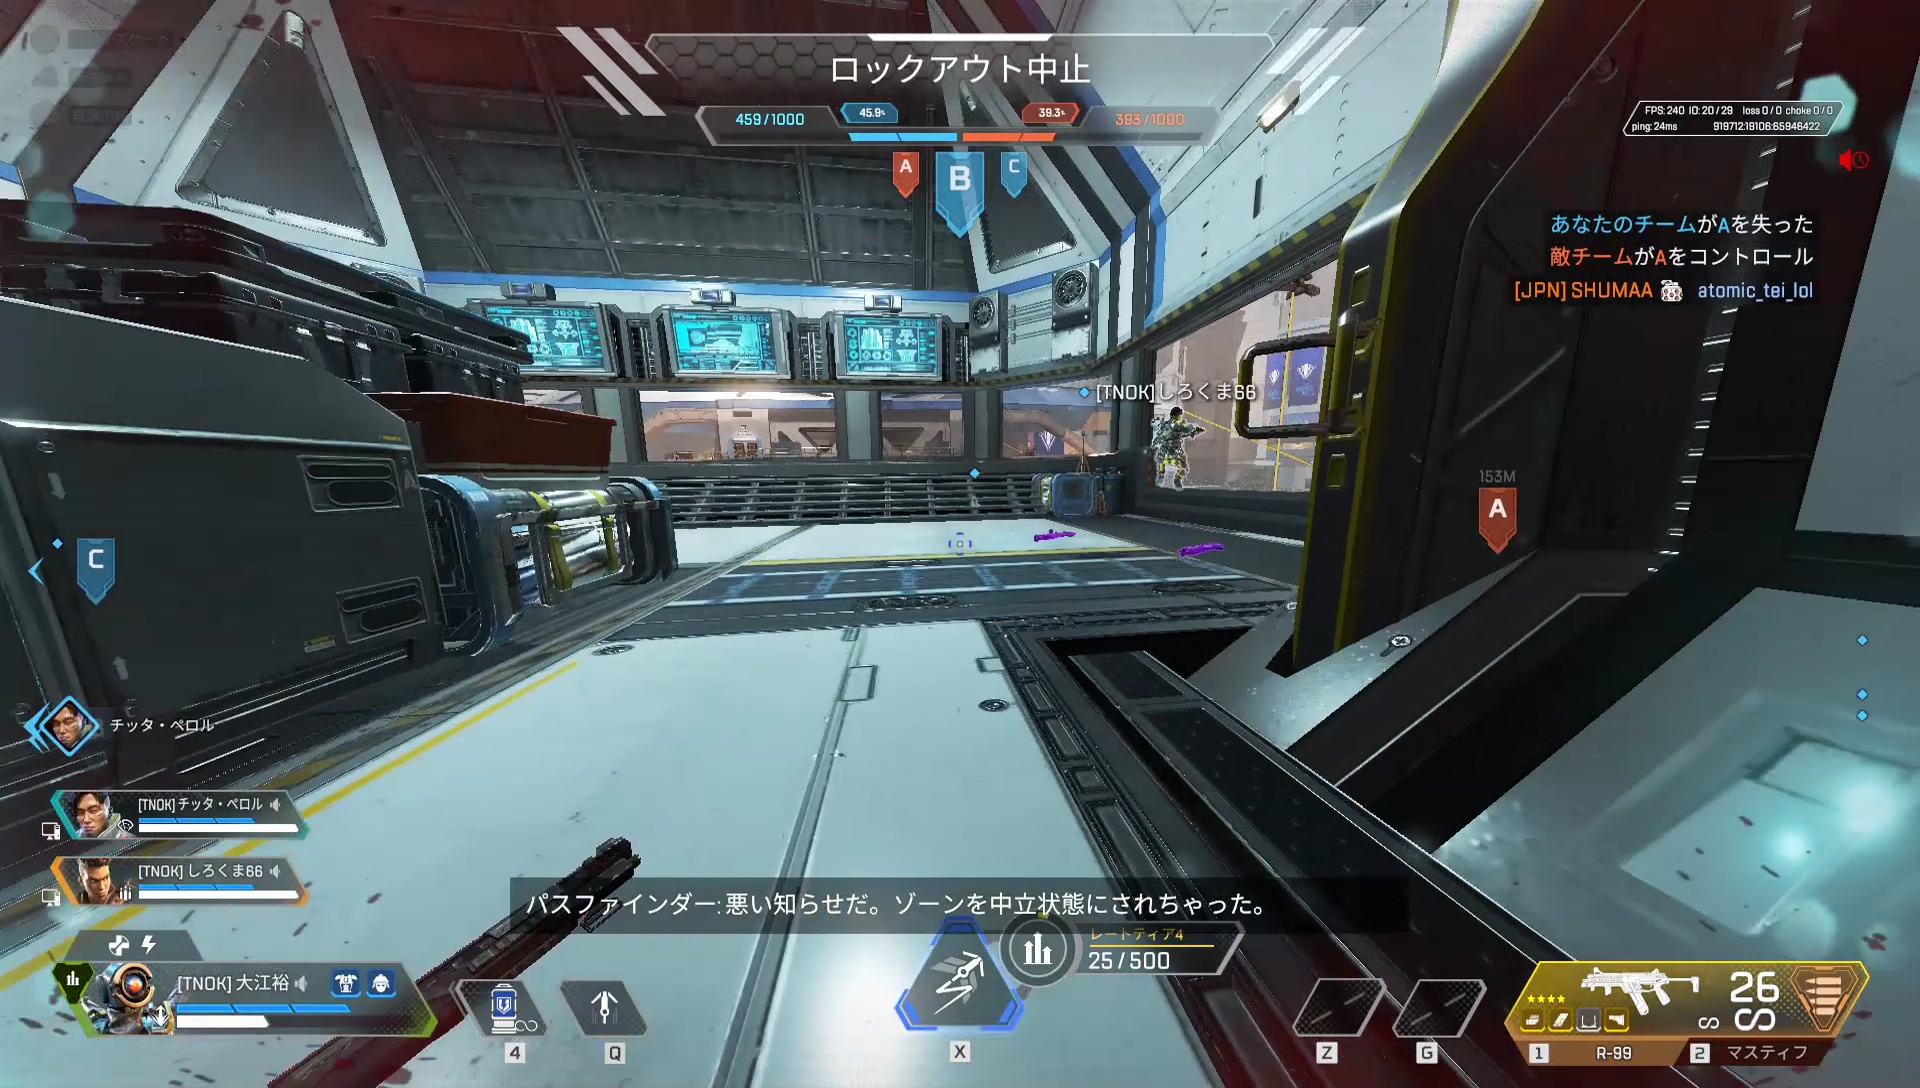 ロックアウト中止
459/1000
45.9%
39.3%
393/1000
A
B
C
FPS:240 IO:20/29 loss 0/0 choke 0/0
ping:24ms
919712:19106:65946422
あなたのチームがAを失った
敵チームがAをコントロール
[JPN] SHUMAA atomic_tei_lol
[TNOK]しろくま66
153M
A
C
チッタ・ペロル
[TNOK]チッタ・ペロル
[TNOK]しろくま66
パスファインダー:悪い知らせだ。ゾーンを中立状態にされちゃった。
レートティア4
25/500
[TNOK]大江裕
26
4
Q
X
Z
G
1 R-99
2 マスティフ